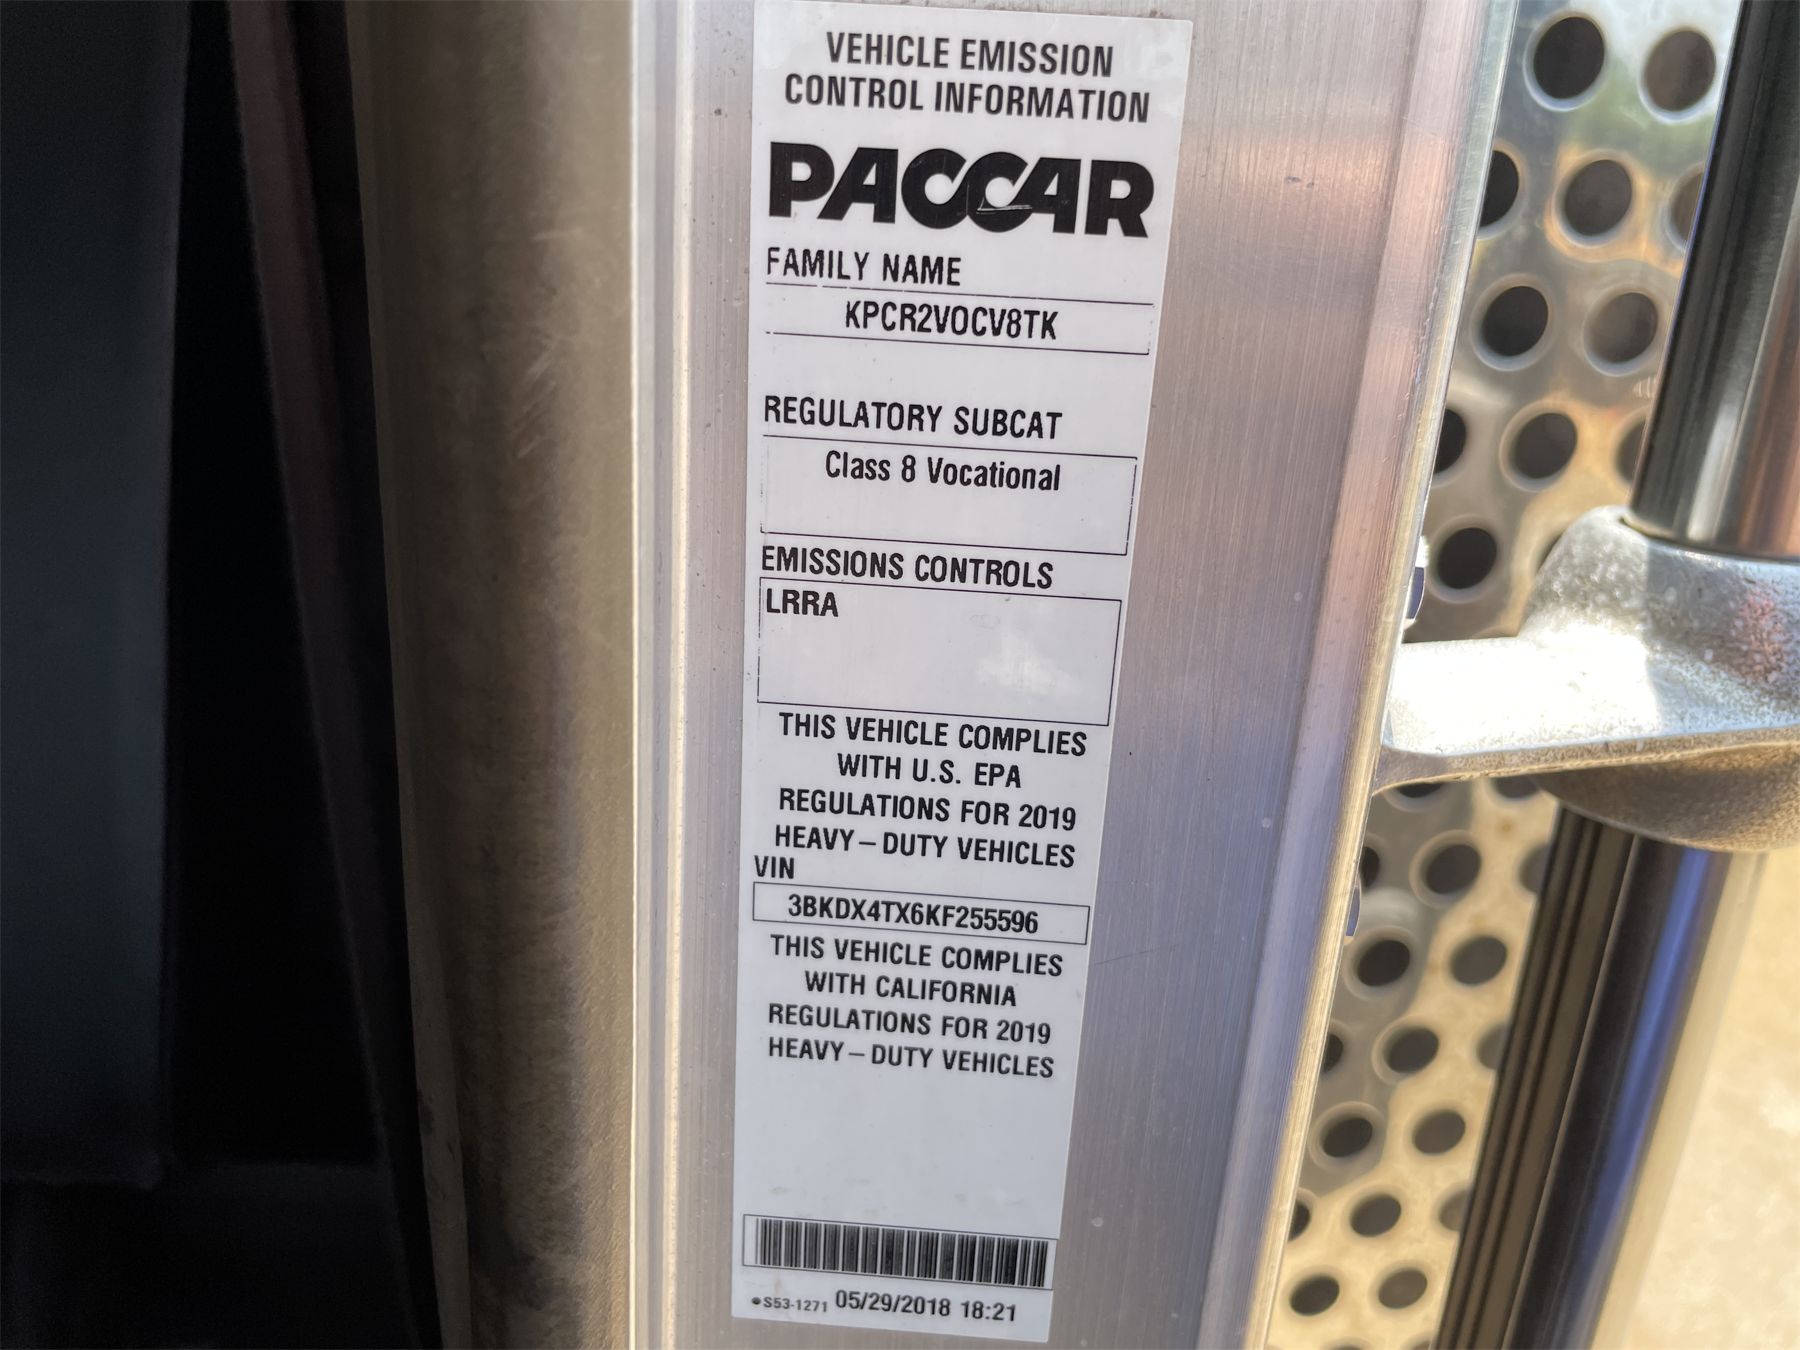 VEHICLE EMISSION
CONTROL INFORMATION
PACCAR
FAMILY NAME
KPCR2VOCV8TK
REGULATORY SUBCAT
Class 8 Vocational
EMISSIONS CONTROLS
LRRA
THIS VEHICLE COMPLIES
WITH U.S. EPA
REGULATIONS FOR 2019
HEAVY–DUTY VEHICLES
VIN
3BKDX4TX6KF255596
THIS VEHICLE COMPLIES
WITH CALIFORNIA
REGULATIONS FOR 2019
HEAVY–DUTY VEHICLES
S53-1271 05/29/2018 18:21